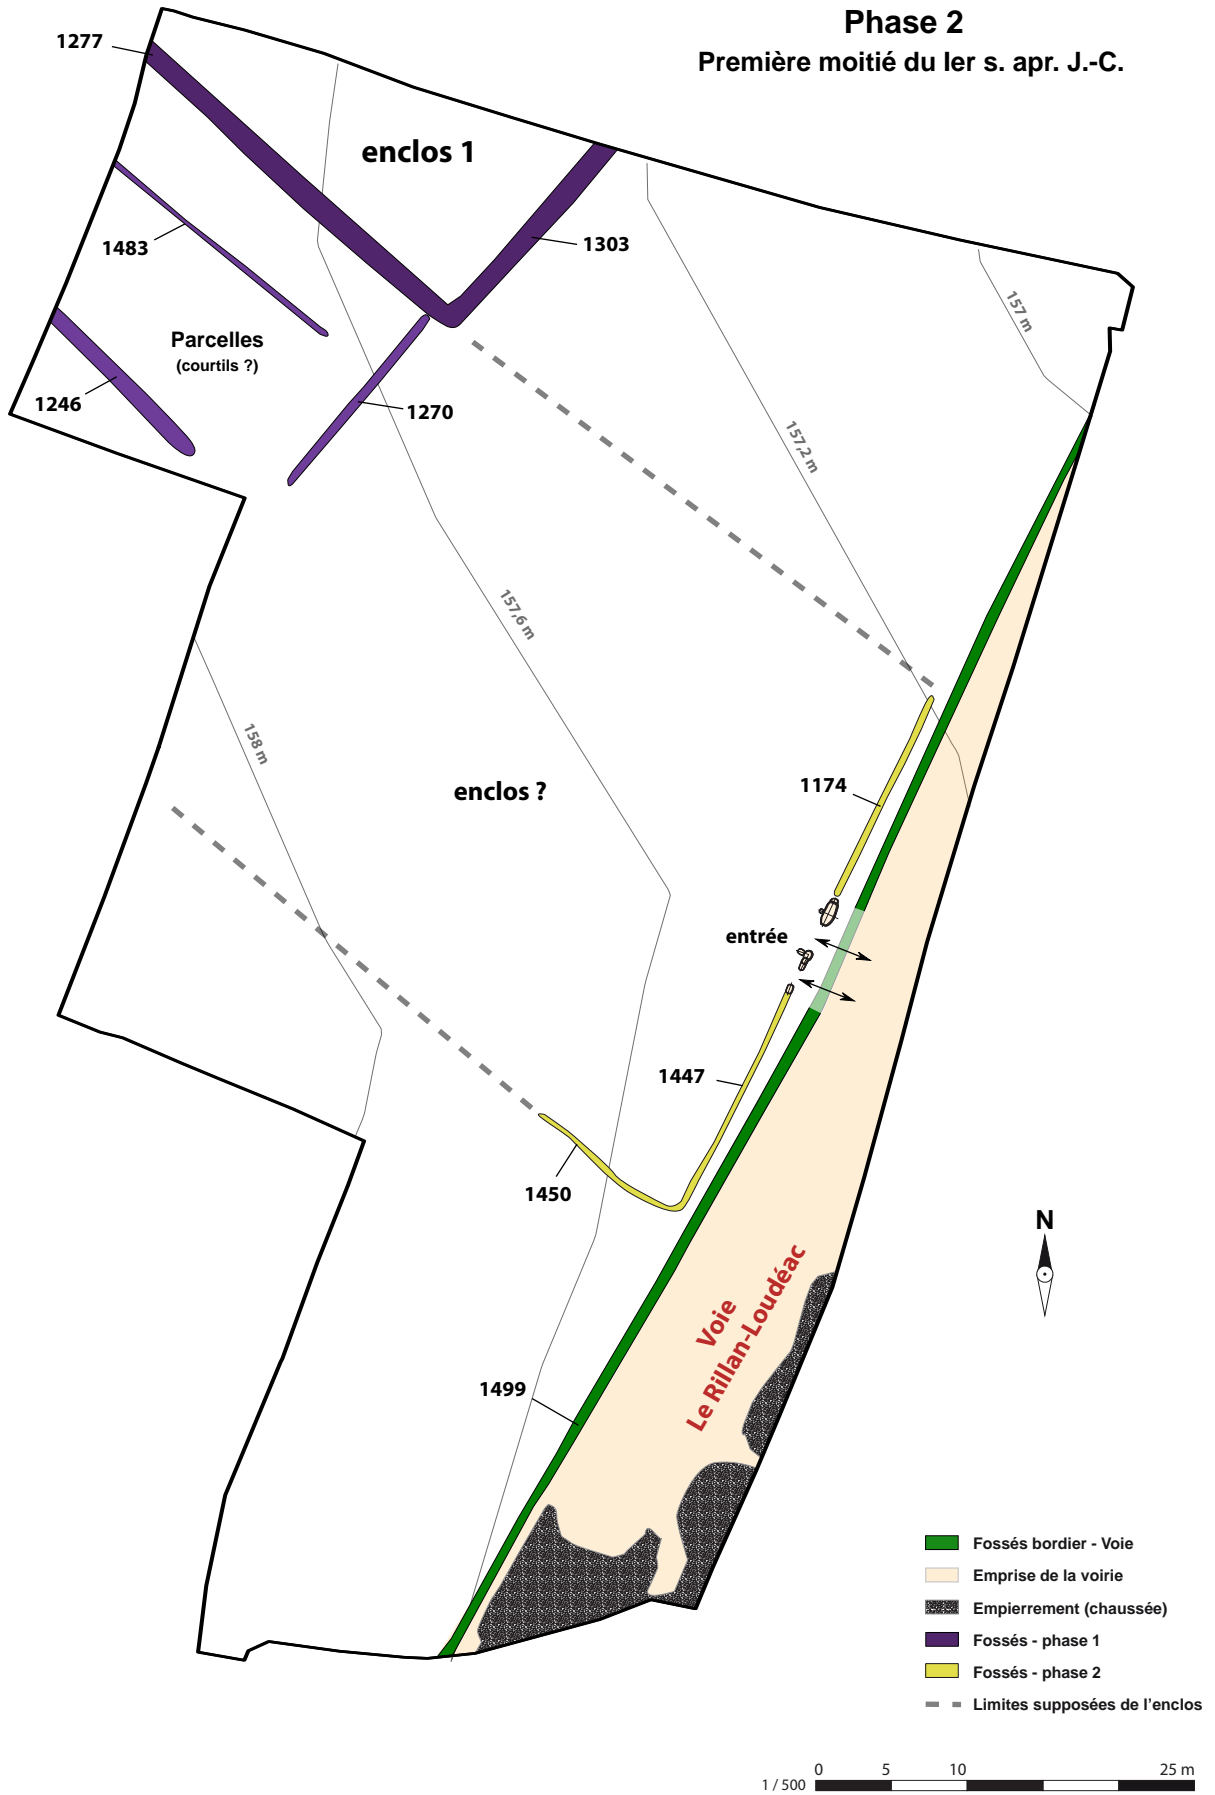 Phase 2
Première moitié du Ier s. apr. J.-C.
1277
enclos 1
1303
1483
Parcelles
(courtils ?)
1246
1270
157 m
157,2 m
157,6 m
158 m
enclos ?
1174
entrée
1447
1450
N
Voie
Le Rillan-Loudéac
1499
Fossés bordier - Voie
Emprise de la voirie
Empierrement (chaussée)
Fossés - phase 1
Fossés - phase 2
Limites supposées de l'enclos
0 5 10 25 m
1 / 500